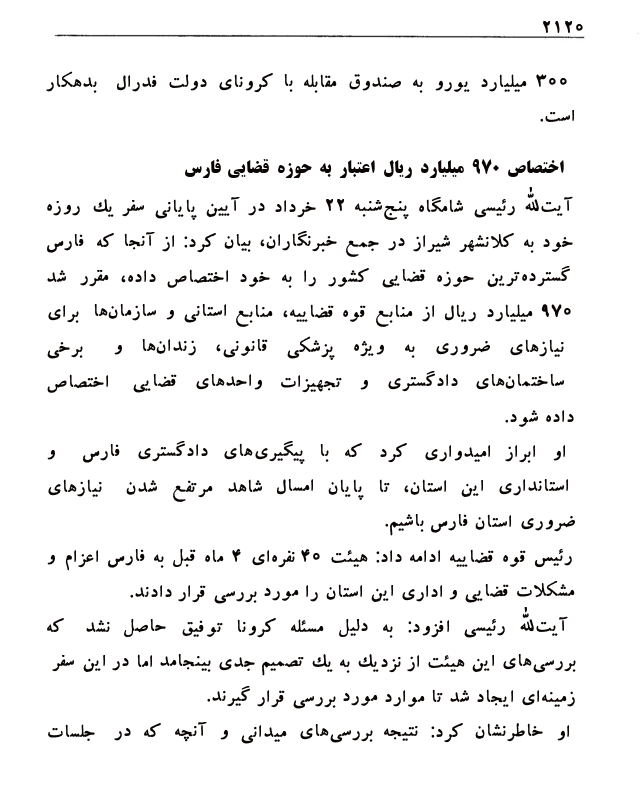 ۲۱۲۰
۳۰۰ میلیارد یورو به صندوق مقابله با کرونای دولت فدرال بدهکار
است.
اختصاص ۹۷۰ میلیارد ریال اعتبار به حوزه قضایی فارس
آیت‌الله رئیسی شامگاه پنج‌شنبه ۲۲ خرداد در آیین پایانی سفر یك روزه
خود به کلانشهر شیراز در جمع خبرنگاران، بیان کرد: از آنجا که فارس
گسترده‌ترین حوزه قضایی کشور را به خود اختصاص داده، مقرر شد
۹۷۰ میلیارد ریال از منابع قوه قضاییه، منابع استانی و سازمان‌ها برای
نیازهای ضروری به ویژه پزشکی قانونی، زندان‌ها و برخی
ساختمان‌های دادگستری و تجهیزات واحدهای قضایی اختصاص
داده شود.
او ابراز امیدواری کرد که با پیگیری‌های دادگستری فارس و
استانداری این استان، تا پایان امسال شاهد مرتفع شدن نیازهای
ضروری استان فارس باشیم.
رئیس قوه قضاییه ادامه داد: هیئت ۴۰ نفره‌ای ۴ ماه قبل به فارس اعزام و
مشکلات قضایی و اداری این استان را مورد بررسی قرار دادند.
آیت‌الله رئیسی افزود: به دلیل مسئله کرونا توفیق حاصل نشد که
بررسی‌های این هیئت از نزدیك به یك تصمیم جدی بینجامد اما در این سفر
زمینه‌ای ایجاد شد تا موارد مورد بررسی قرار گیرند.
او خاطرنشان کرد: نتیجه بررسی‌های میدانی و آنچه که در جلسات